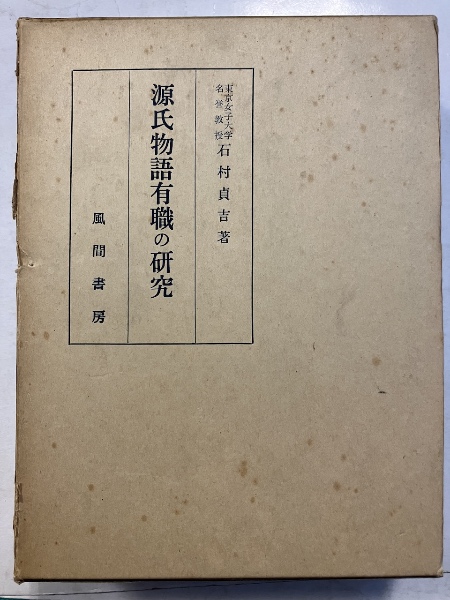 東京女子大学
名誉教授
石村貞吉著
源氏物語有職の研究
風間書房